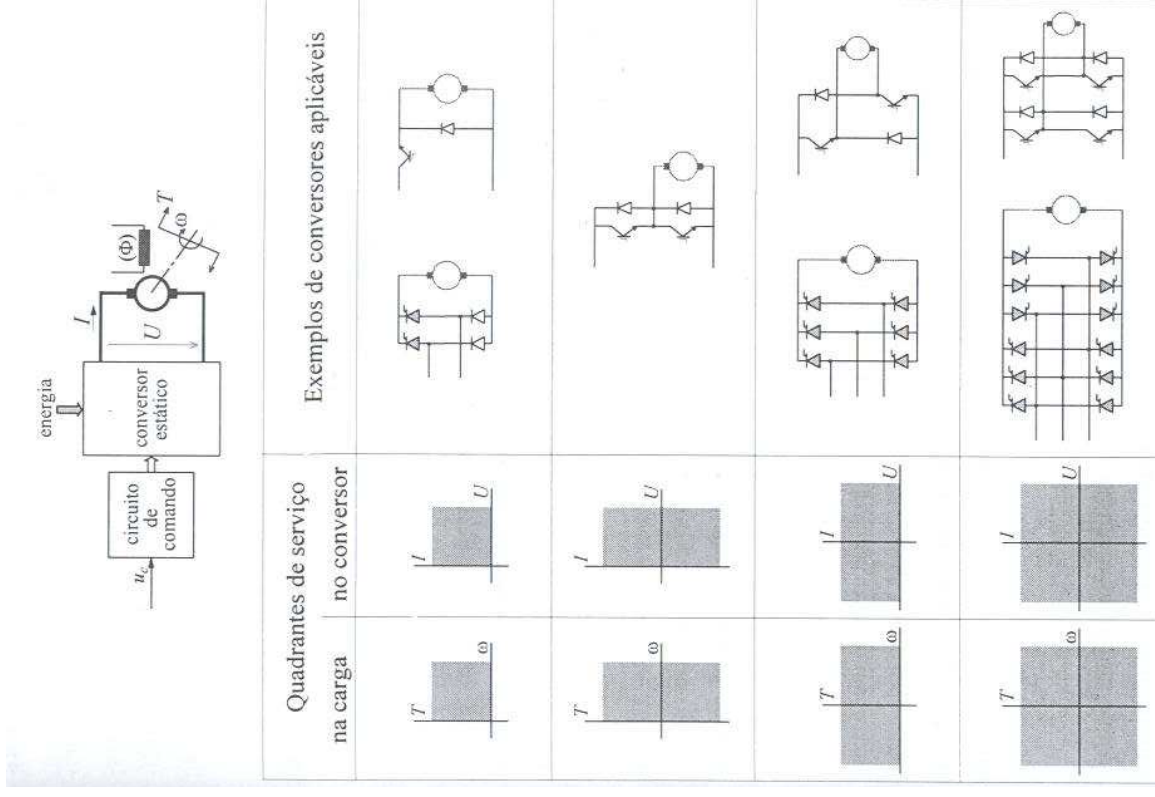 energia
u_c
circuito
de
comando
conversor
estático
I
U
(Φ)
T
ω
Quadrantes de serviço
na carga
no conversor
Exemplos de conversores aplicáveis
T
ω
I
U
T
ω
I
U
T
ω
I
U
T
ω
I
U